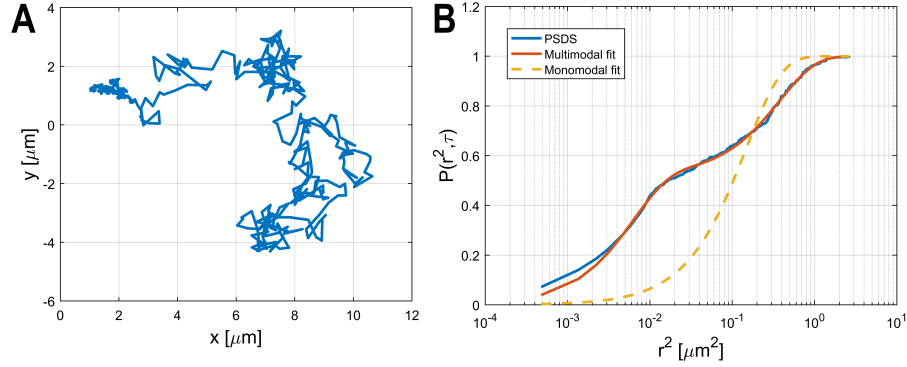 A
4
2
0
-2
-4
-6
y [μm]
0 2 4 6 8 10 12
x [μm]
B
1.2
1
0.8
0.6
0.4
0.2
0
P(r², τ)
PSDS
Multimodal fit
Monomodal fit
10⁻⁴ 10⁻³ 10⁻² 10⁻¹ 10⁰ 10¹
r² [μm²]